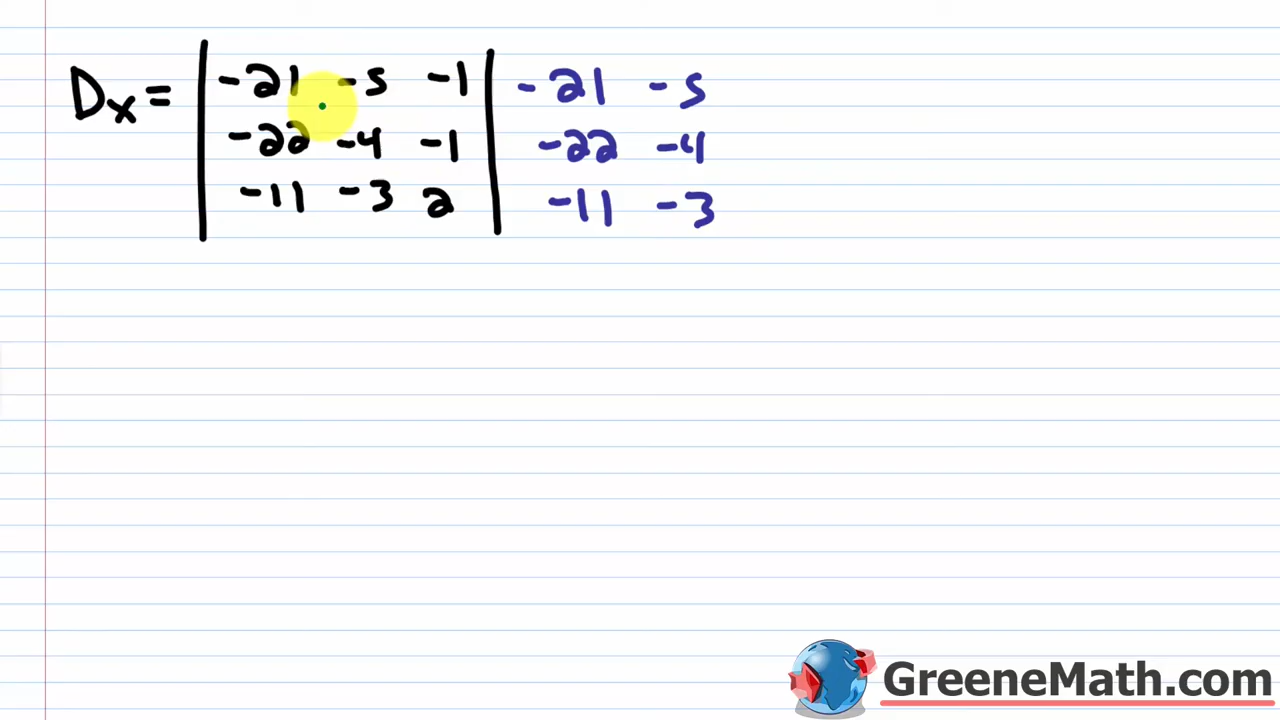 Dx = | -21 -5 -1 | -21 -5
-22 -4 -1 | -22 -4
-11 -3 2 | -11 -3
GreeneMath.com